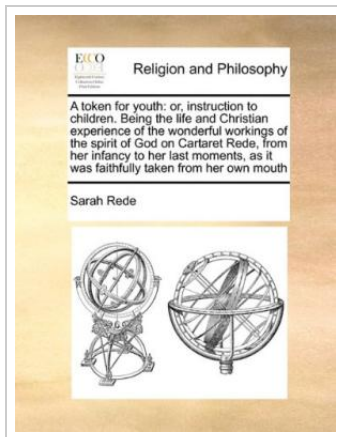 ECCO
Religion and Philosophy
A token for youth: or, instruction to
children. Being the life and Christian
experience of the wonderful workings of
the spirit of God on Cartaret Rede, from
her infancy to her last moments, as it
was faithfully taken from her own mouth
Sarah Rede